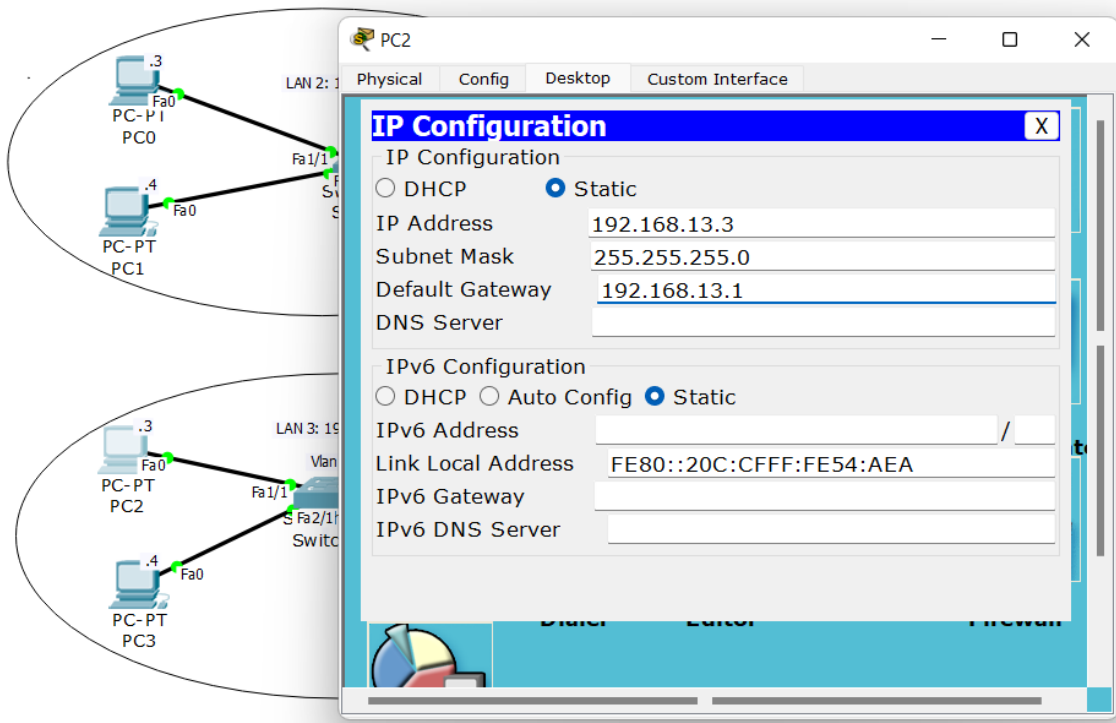 PC2
Physical Config Desktop Custom Interface
IP Configuration X
IP Configuration
DHCP Static
IP Address 192.168.13.3
Subnet Mask 255.255.255.0
Default Gateway 192.168.13.1
DNS Server
IPv6 Configuration
DHCP Auto Config Static
IPv6 Address /
Link Local Address FE80::20C:CFFF:FE54:AEA
IPv6 Gateway
IPv6 DNS Server
.3
Fa0
PC-PT
PC0
LAN 2: 1
Fa1/1
.4
Fa0
PC-PT
PC1
.3
Fa0
PC-PT
PC2
LAN 3: 19
Vlan
Fa1/1
Fa2/1
Switc
.4
Fa0
PC-PT
PC3
Dialer Editor Firewall